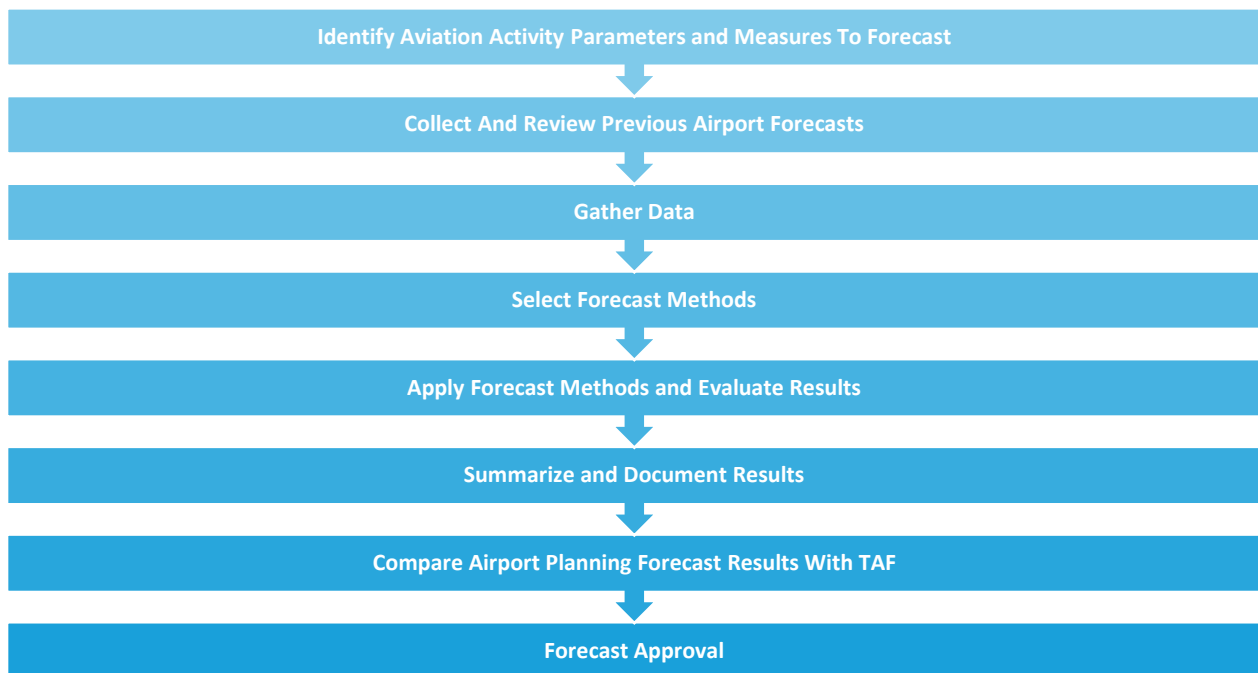 Identify Aviation Activity Parameters and Measures To Forecast
Collect And Review Previous Airport Forecasts
Gather Data
Select Forecast Methods
Apply Forecast Methods and Evaluate Results
Summarize and Document Results
Compare Airport Planning Forecast Results With TAF
Forecast Approval